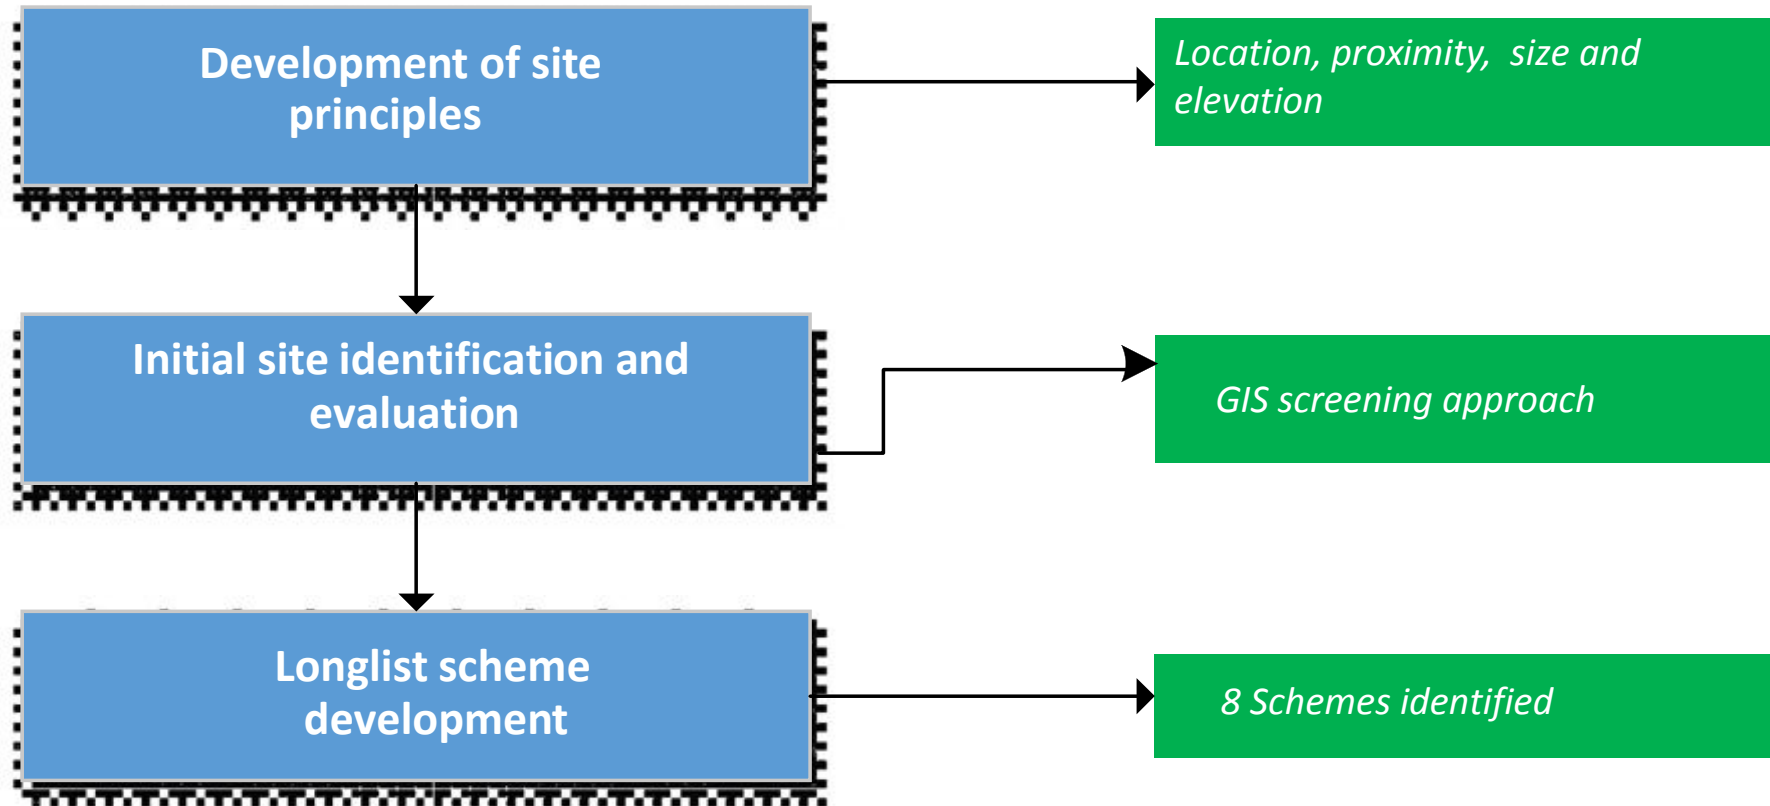 Development of site
principles
Location, proximity, size and
elevation
Initial site identification and
evaluation
GIS screening approach
Longlist scheme
development
8 Schemes identified